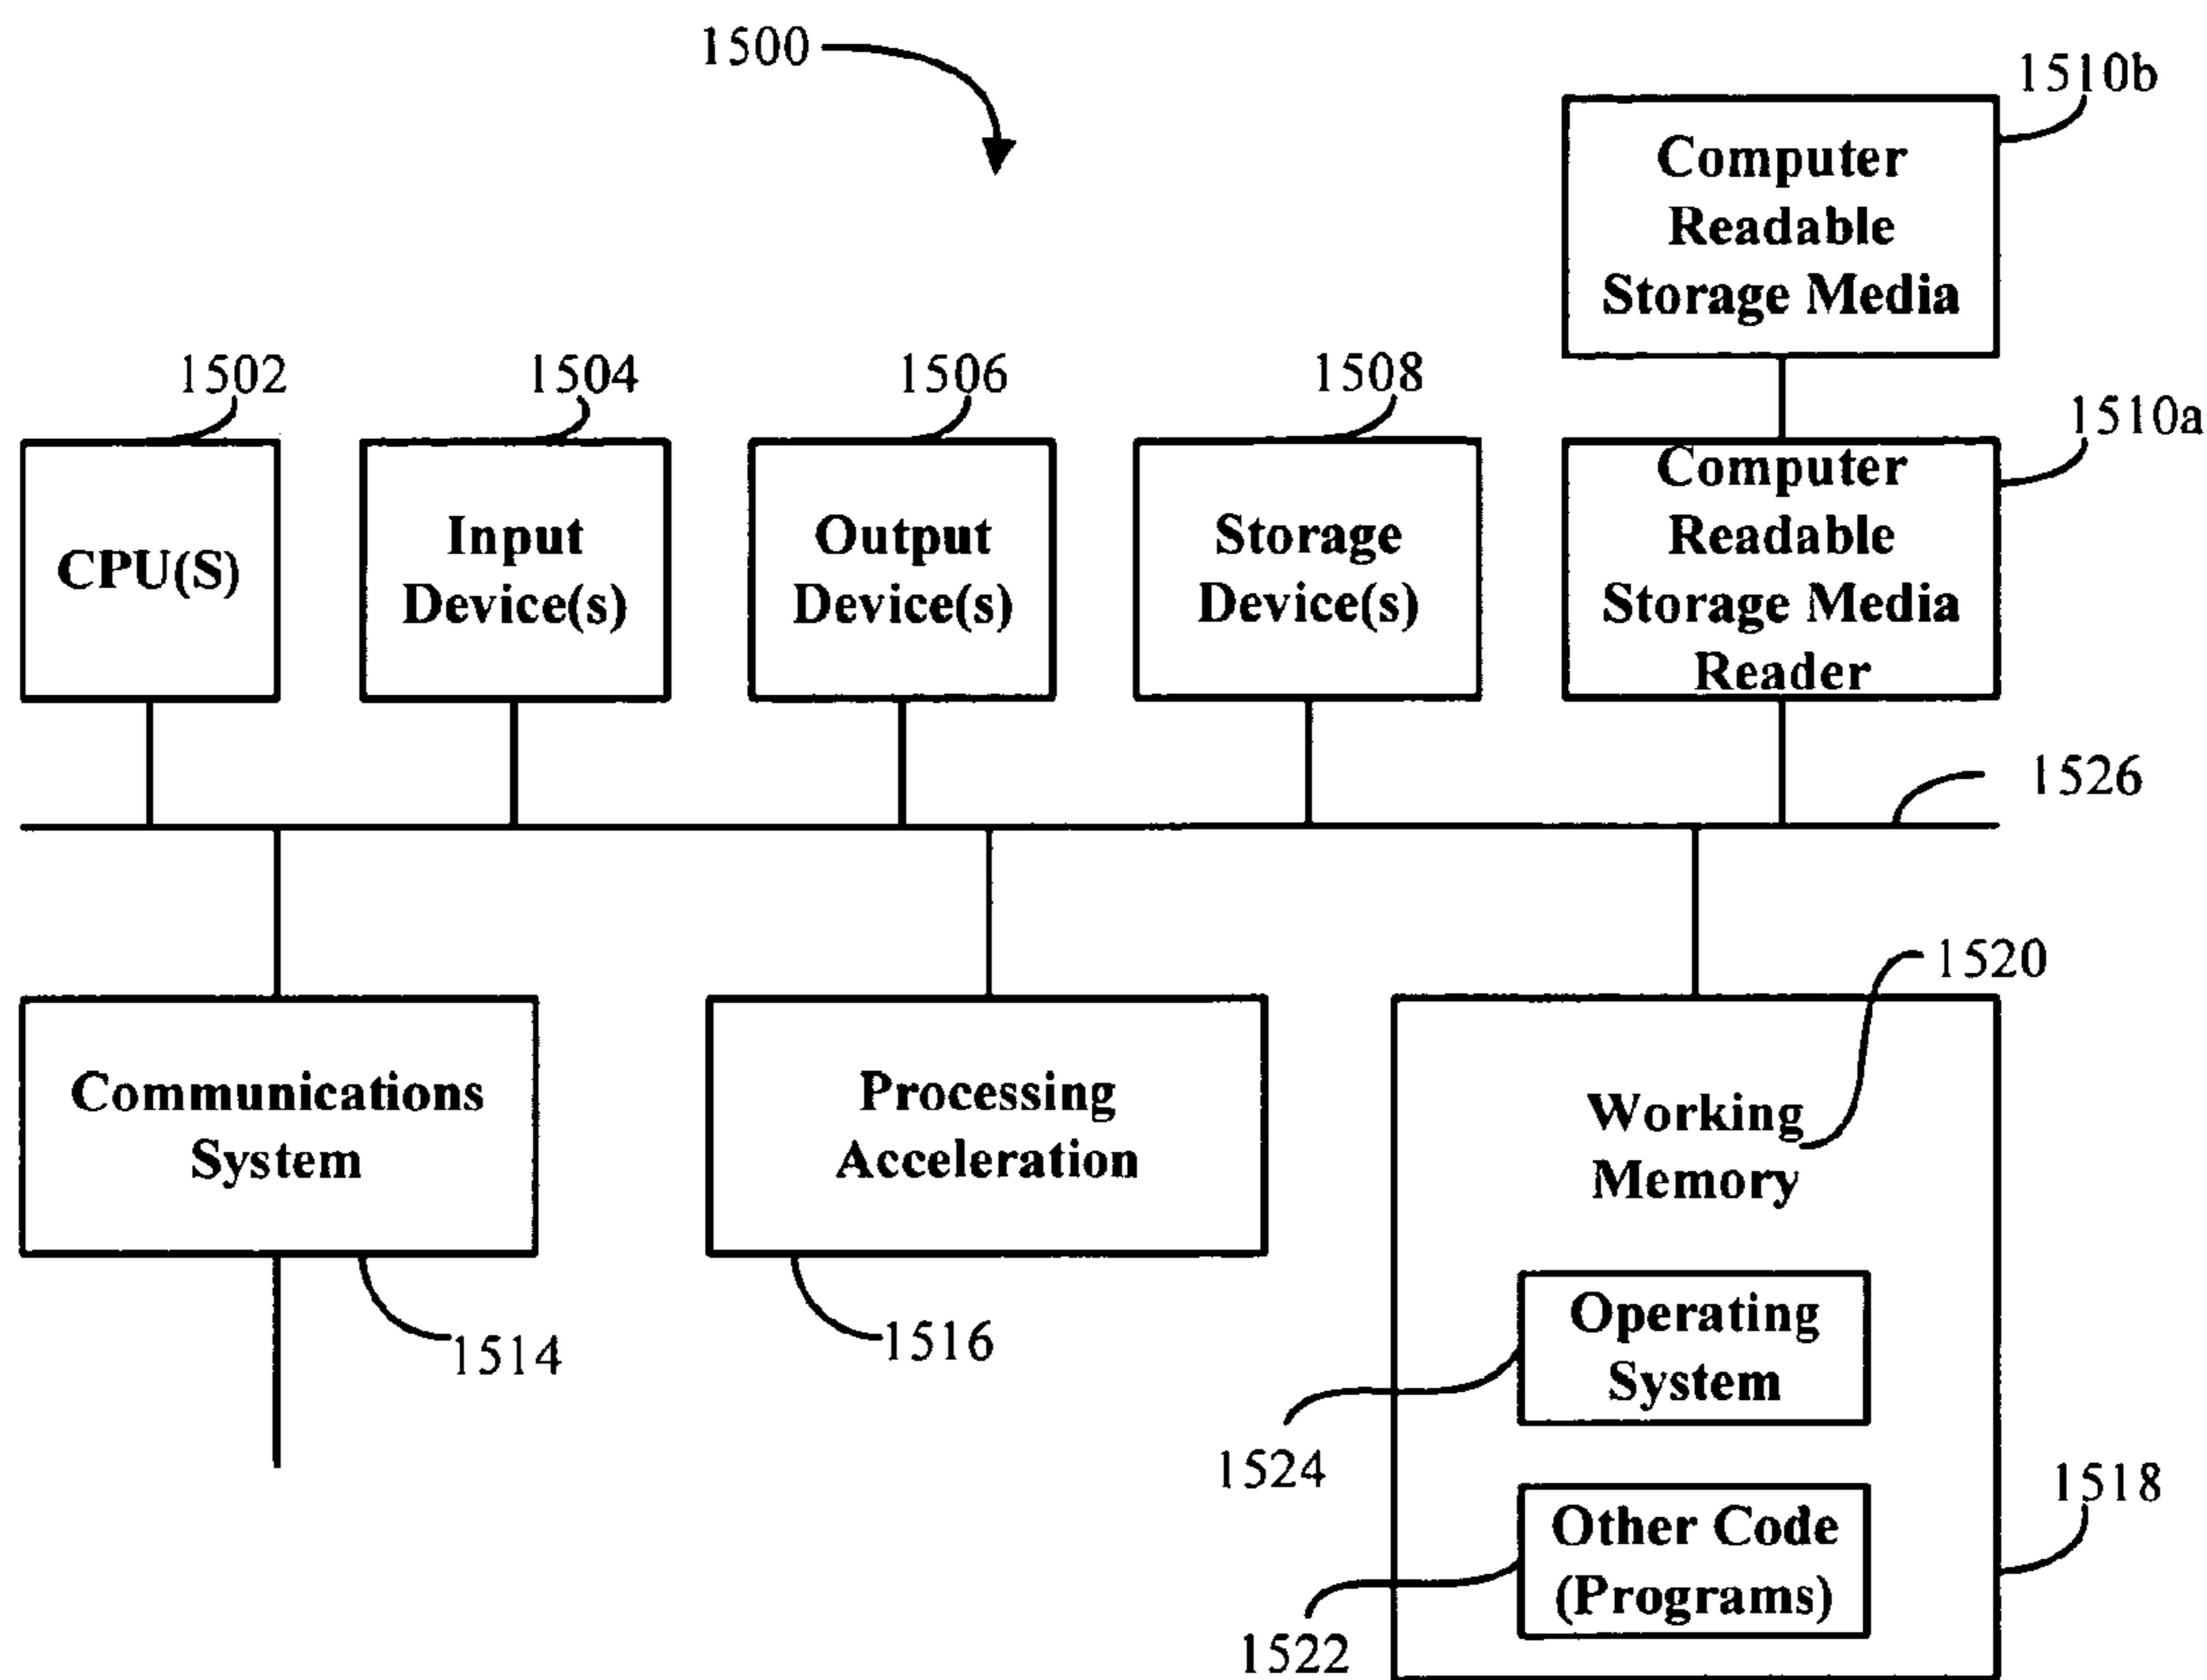 1500
1510b
Computer
Readable
Storage Media
1502
1504
1506
1508
1510a
CPU(S)
Input
Device(s)
Output
Device(s)
Storage
Device(s)
Computer
Readable
Storage Media
Reader
1526
1520
Communications
System
Processing
Acceleration
Working
Memory
1514
1516
Operating
System
1524
1518
Other Code
(Programs)
1522